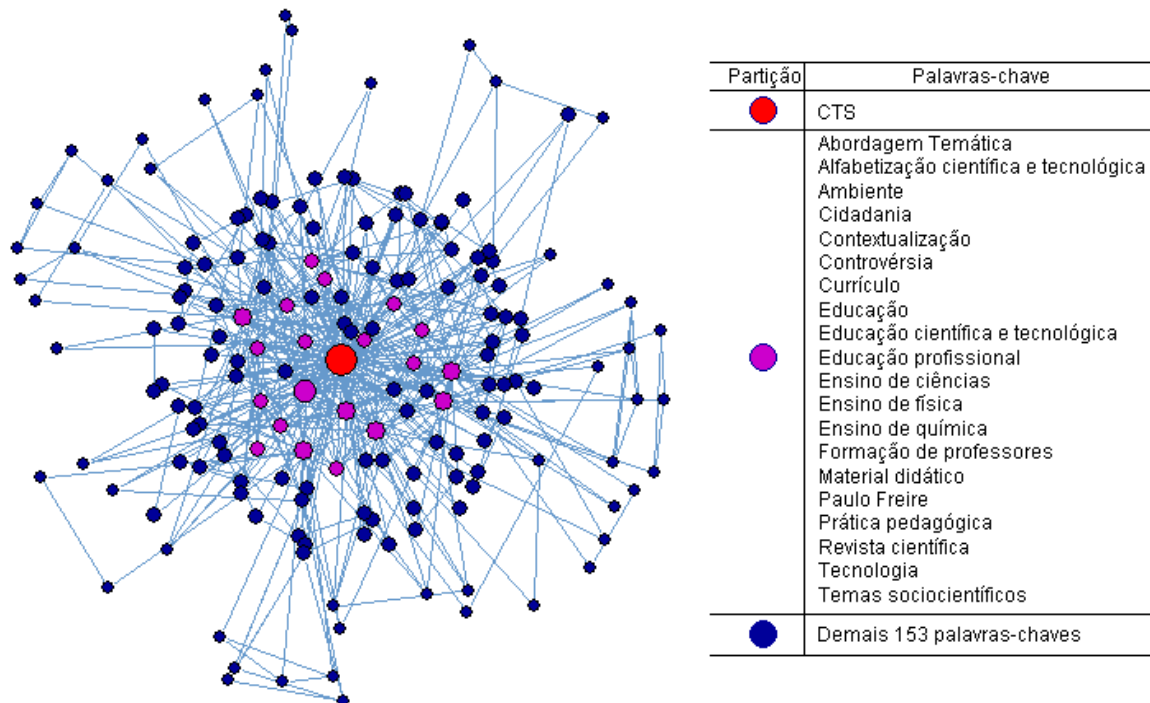 Partição Palavras-chave
CTS
Abordagem Temática
Alfabetização científica e tecnológica
Ambiente
Cidadania
Contextualização
Controvérsia
Currículo
Educação
Educação científica e tecnológica
Educação profissional
Ensino de ciências
Ensino de física
Ensino de química
Formação de professores
Material didático
Paulo Freire
Prática pedagógica
Revista científica
Tecnologia
Temas sociocientíficos
Demais 153 palavras-chaves